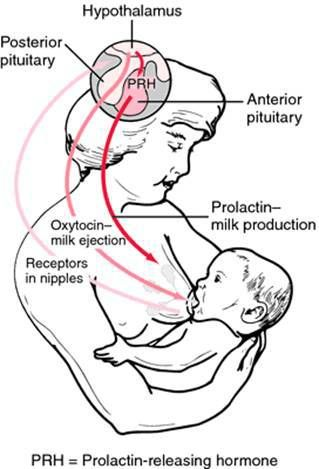 Hypothalamus
Posterior
pituitary
PRH
Anterior
pituitary
Prolactin–
milk production
Oxytocin–
milk ejection
Receptors
in nipples
PRH = Prolactin-releasing hormone